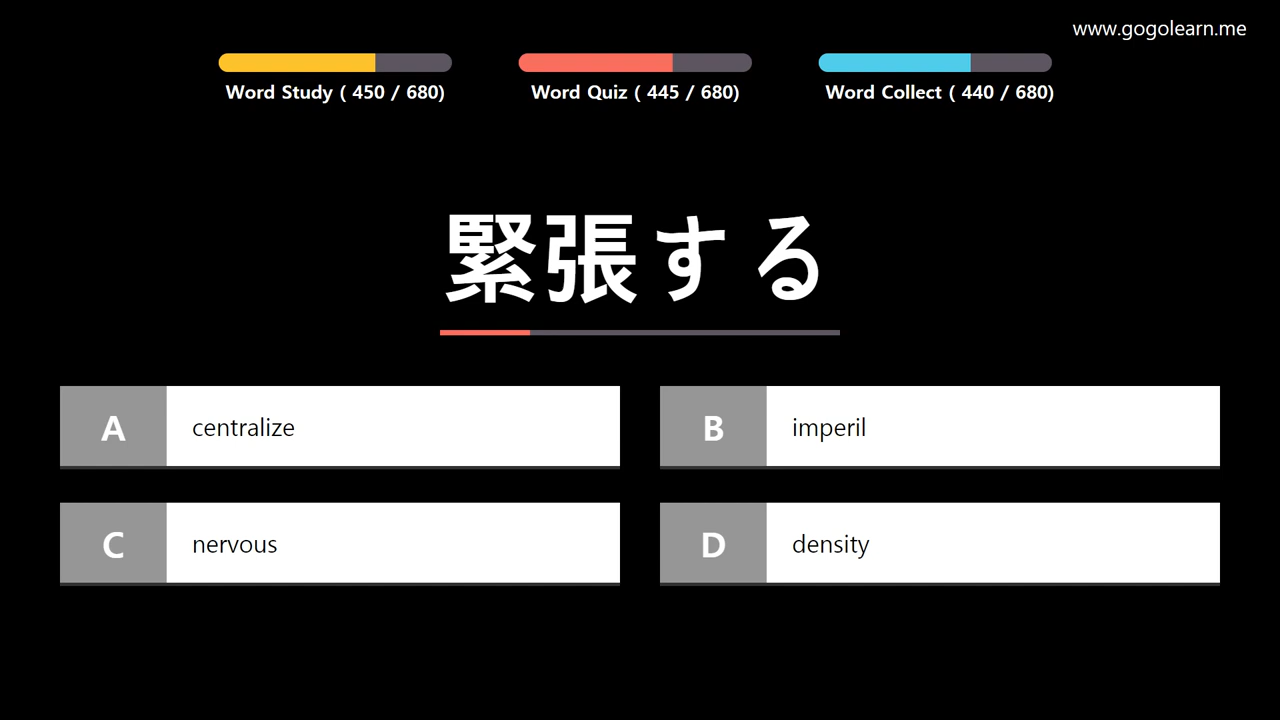 www.gogolearn.me
Word Study ( 450 / 680)
Word Quiz ( 445 / 680)
Word Collect ( 440 / 680)
緊張する
A centralize
B imperil
C nervous
D density